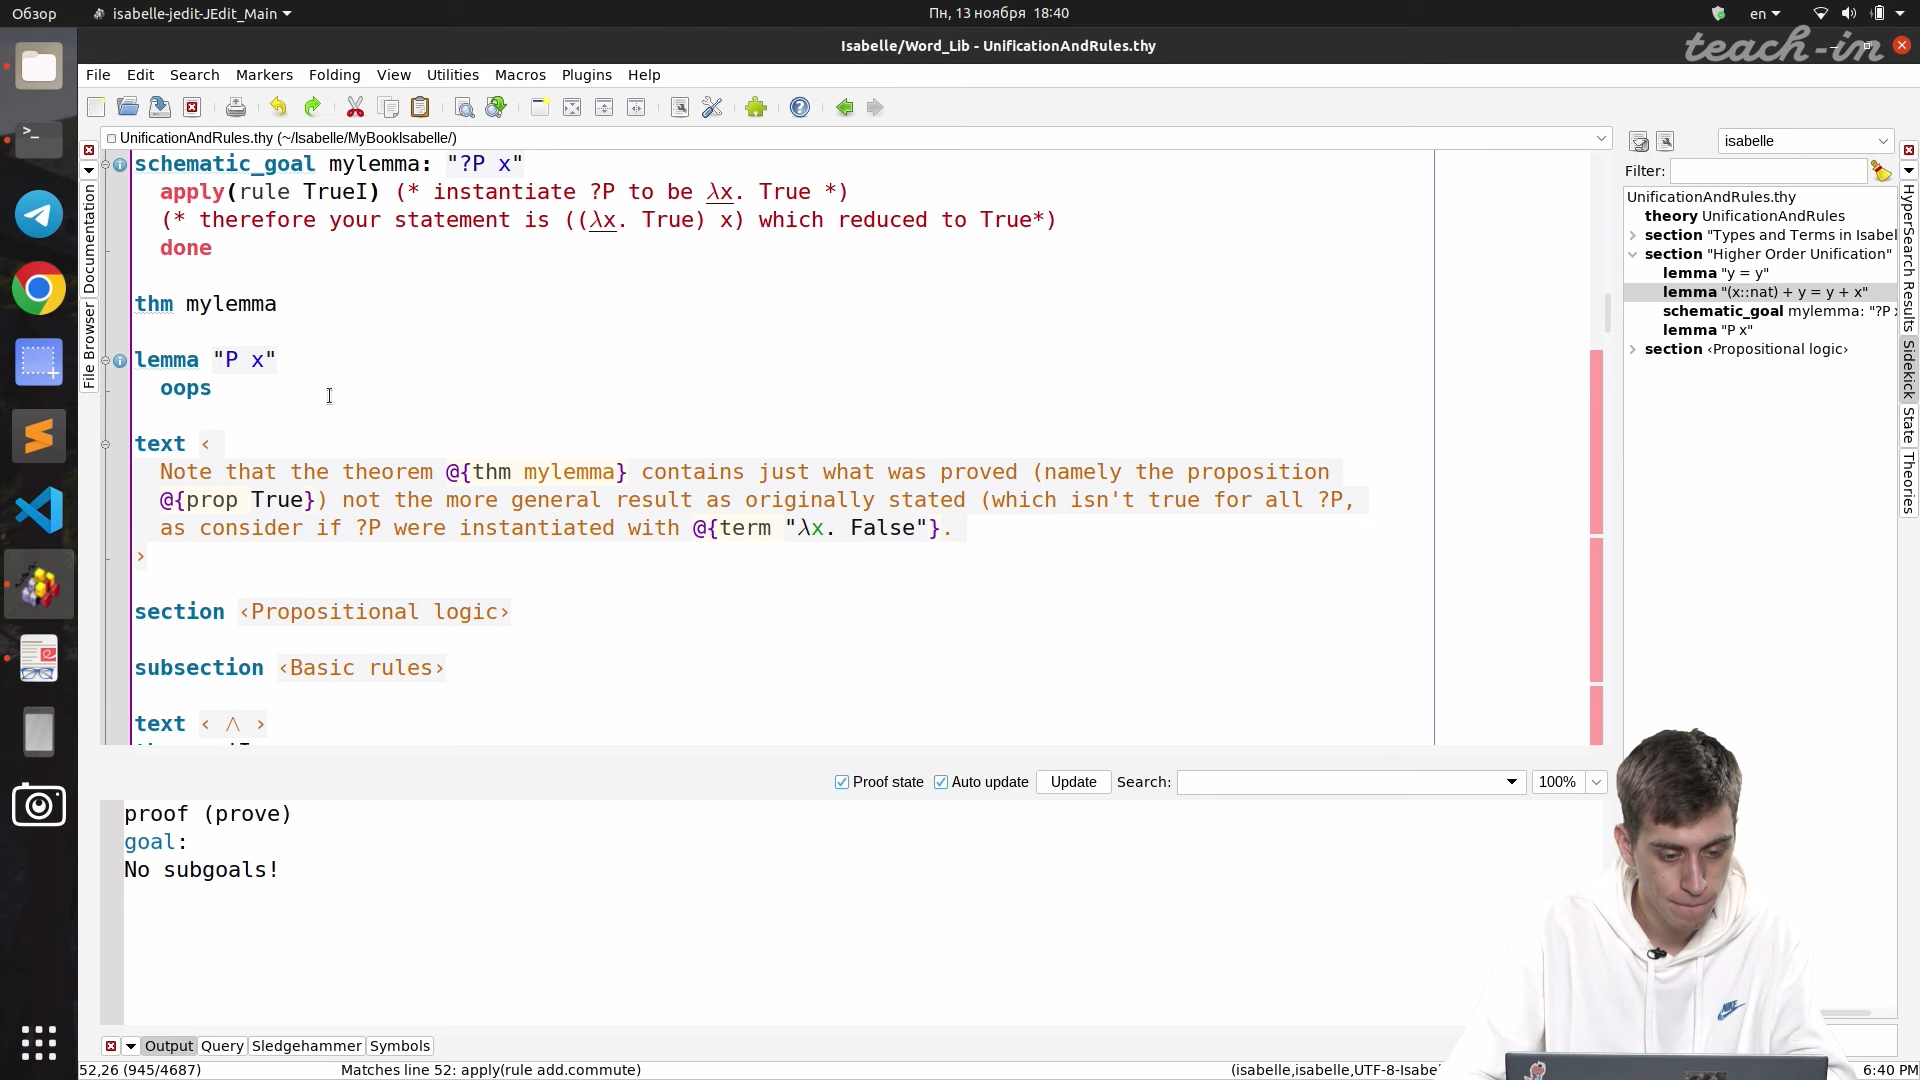 Обзор
isabelle-jedit-JEdit_Main
Пн, 13 ноября 18:40
en
teach-in
Isabelle/Word_Lib - UnificationAndRules.thy
File Edit Search Markers Folding View Utilities Macros Plugins Help
UnificationAndRules.thy (~/Isabelle/MyBookIsabelle/)
schematic_goal mylemma: "?P x"
apply(rule TrueI) (* instantiate ?P to be λx. True *)
(* therefore your statement is ((λx. True) x) which reduced to True*)
done
thm mylemma
lemma "P x"
oops
text ‹
Note that the theorem @{thm mylemma} contains just what was proved (namely the proposition
@{prop True}) not the more general result as originally stated (which isn't true for all ?P,
as consider if ?P were instantiated with @{term "λx. False"}.
›
section ‹Propositional logic›
subsection ‹Basic rules›
text ‹ ∧ ›
Documentation
File Browser
isabelle
Filter:
UnificationAndRules.thy
theory UnificationAndRules
section "Types and Terms in Isabel
section "Higher Order Unification"
lemma "y = y"
lemma "(x::nat) + y = y + x"
schematic_goal mylemma: "?P x
lemma "P x"
section ‹Propositional logic›
HyperSearch Results
Sidekick
State
Theories
Proof state
Auto update
Update
Search:
100%
proof (prove)
goal:
No subgoals!
Output Query Sledgehammer Symbols
52,26 (945/4687)
Matches line 52: apply(rule add.commute)
(isabelle,isabelle,UTF-8-Isabel
6:40 PM